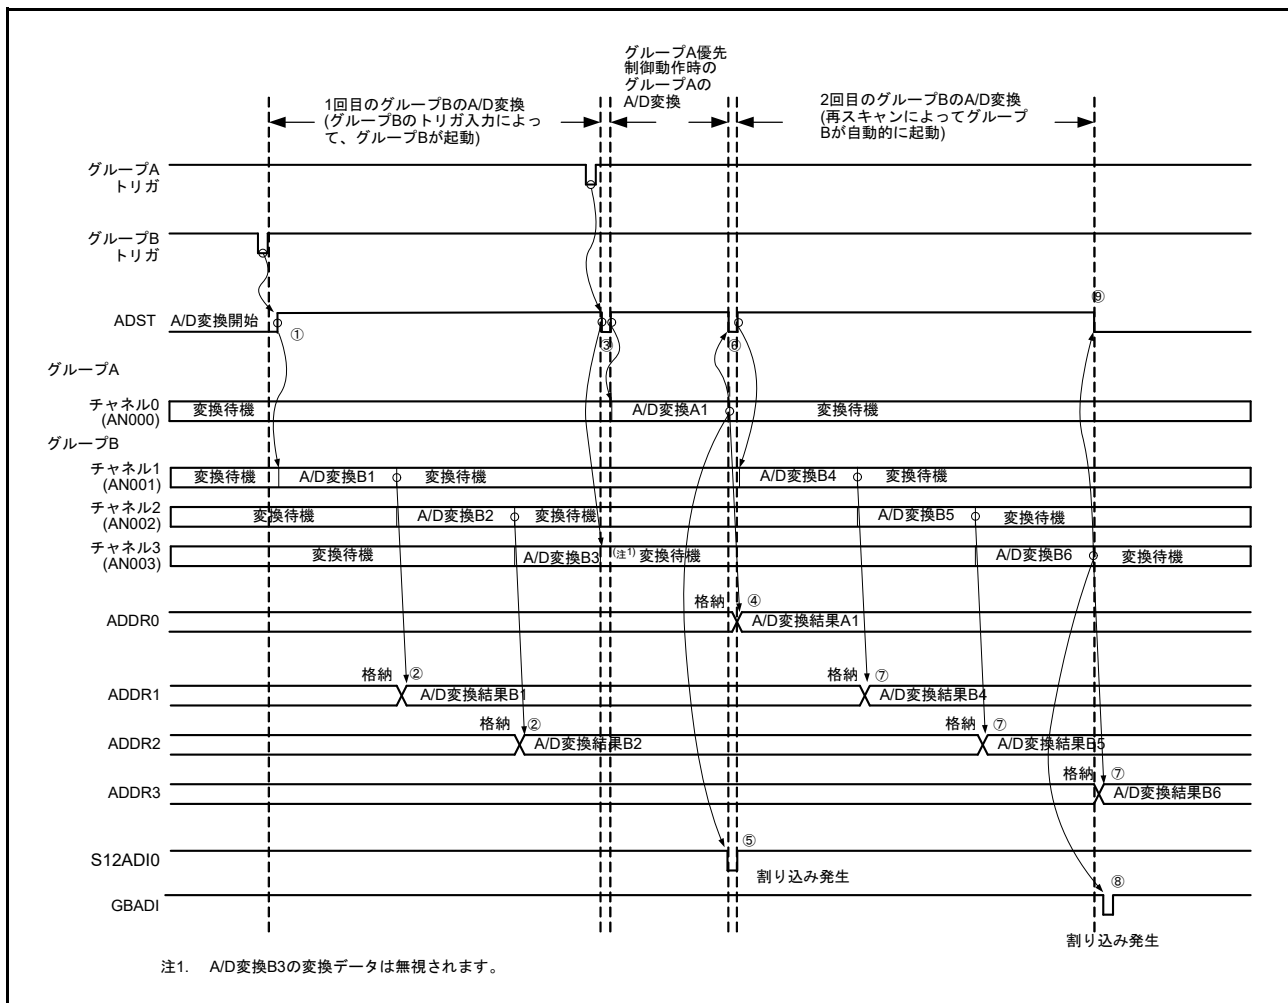 1回目のグループBのA/D変換
(グループBのトリガ入力によっ
て、グループBが起動)
グループA優先
制御動作時の
グループAの
A/D変換
2回目のグループBのA/D変換
(再スキャンによってグループ
Bが自動的に起動)
グループA
トリガ
グループB
トリガ
ADST
A/D変換開始
①
③
⑥
⑨
グループA
チャネル0
(AN000)
変換待機
A/D変換A1
変換待機
グループB
チャネル1
(AN001)
変換待機
A/D変換B1
変換待機
A/D変換B4
変換待機
チャネル2
(AN002)
変換待機
A/D変換B2
変換待機
A/D変換B5
変換待機
チャネル3
(AN003)
変換待機
A/D変換B3
(注1)
変換待機
A/D変換B6
変換待機
ADDR0
格納
④
A/D変換結果A1
ADDR1
格納
②
A/D変換結果B1
格納
⑦
A/D変換結果B4
ADDR2
格納
②
A/D変換結果B2
格納
⑦
A/D変換結果B5
ADDR3
格納
⑦
A/D変換結果B6
S12ADI0
⑤
割り込み発生
GBADI
⑧
割り込み発生
注1. A/D変換B3の変換データは無視されます。